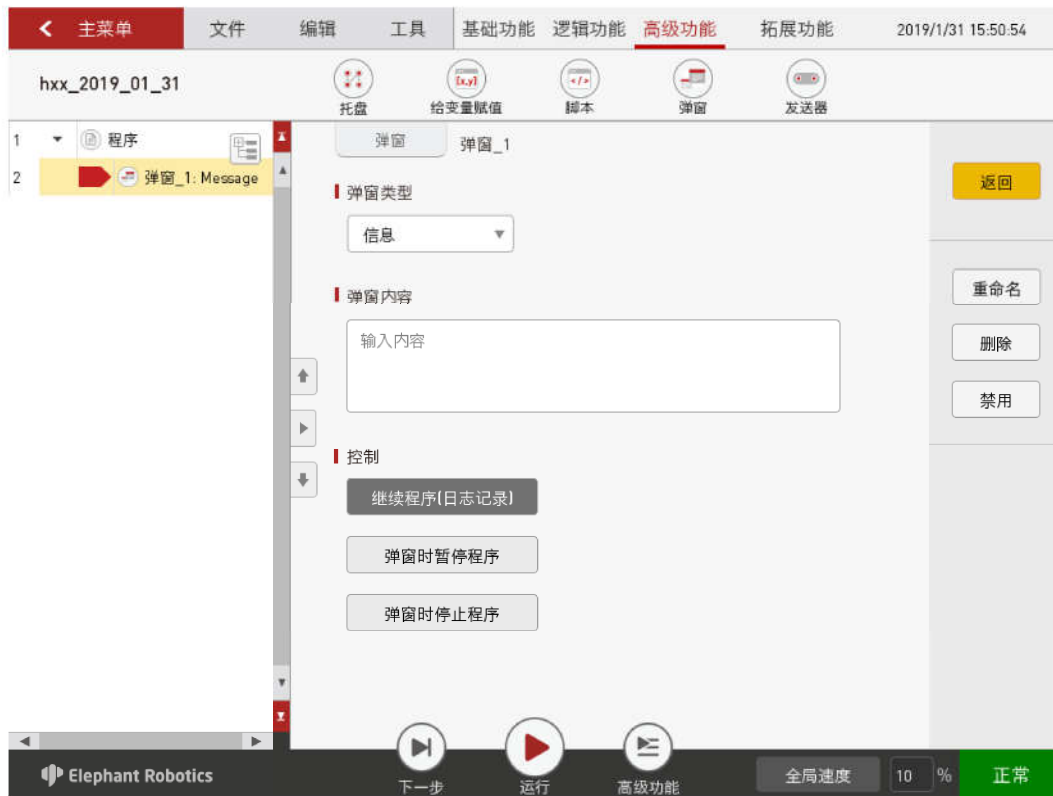 主菜单 文件 编辑 工具 基础功能 逻辑功能 高级功能 拓展功能 2019/1/31 15:50:54
hxx_2019_01_31
托盘 给变量赋值 脚本 弹窗 发送器
1 程序
2 弹窗_1: Message
弹窗 弹窗_1
返回
弹窗类型
信息
重命名
弹窗内容
输入内容
删除
禁用
控制
继续程序(日志记录)
弹窗时暂停程序
弹窗时停止程序
Elephant Robotics 下一步 运行 高级功能 全局速度 10 % 正常